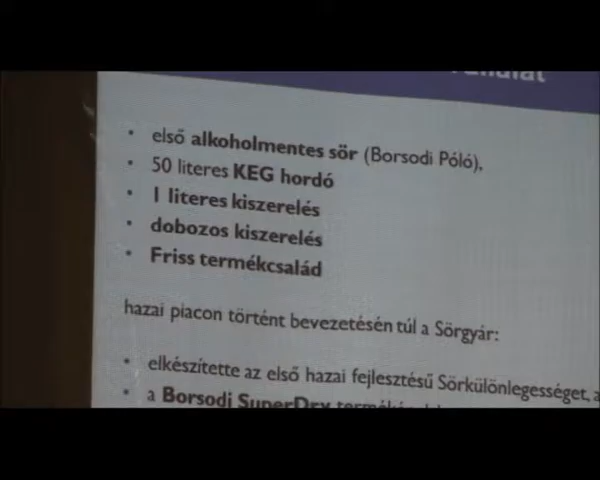 • első alkoholmentes sör (Borsodi Póló),
• 50 literes KEG hordó
• 1 literes kiszerelés
• dobozos kiszerelés
• Friss termékcsalád
hazai piacon történt bevezetésén túl a Sörgyár:
• elkészítette az első hazai fejlesztésű Sörkülönlegességet, a
• a Borsodi SuperDry